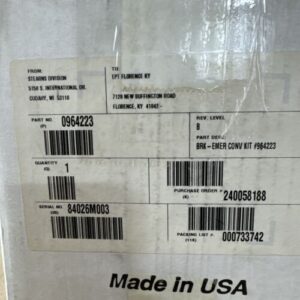 FROM:
STEARNS DIVISION
5150 S. INTERNATIONAL DR.
CUDAHY, WI 53110
TO:
EPT FLORENCE KY
7120 NEW BUFFINGTON ROAD
FLORENCE, KY 41042 -
PART NO
(P)
0964223
REV. LEVEL
B
PART DESC:
BRK-EMER CONV KIT #964223
QUANTITY
(Q)
1
PURCHASE ORDER #
(K)
240058188
SERIAL NO.
(S)
84026M003
PACKING LIST #.
(11K)
000733742
Made in USA